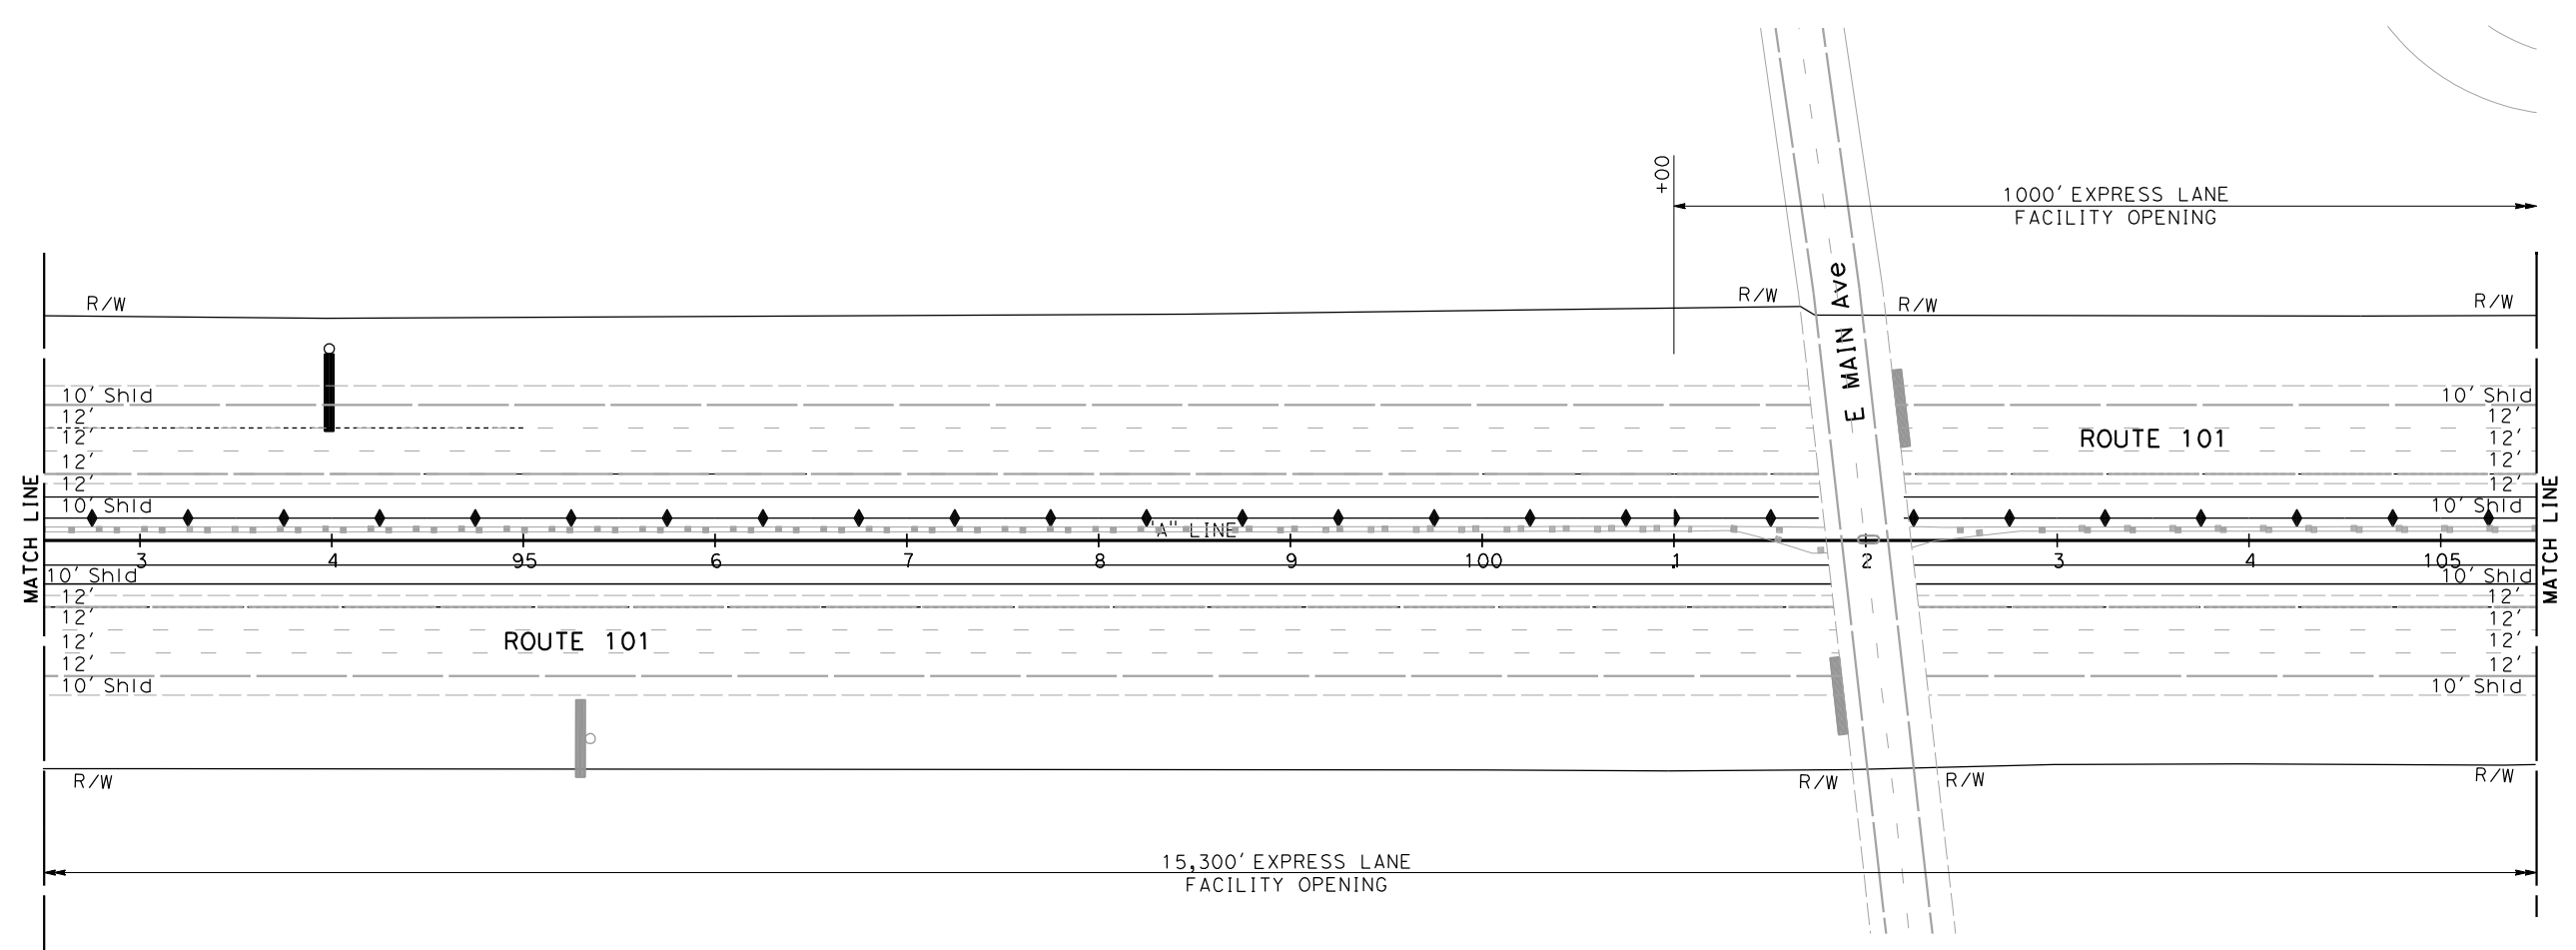 +00
1000' EXPRESS LANE
FACILITY OPENING
R/W
R/W
R/W
R/W
E MAIN Ave
10' Shld
10' Shld
12'
12'
12'
12'
ROUTE 101
12'
12'
12'
12'
10' Shld
10' Shld
MATCH LINE
MATCH LINE
"A" LINE
3
4
95
6
7
8
9
100
1
2
3
4
105
10' Shld
10' Shld
12'
12'
12'
12'
ROUTE 101
12'
12'
12'
12'
10' Shld
10' Shld
R/W
R/W
R/W
R/W
15,300' EXPRESS LANE
FACILITY OPENING